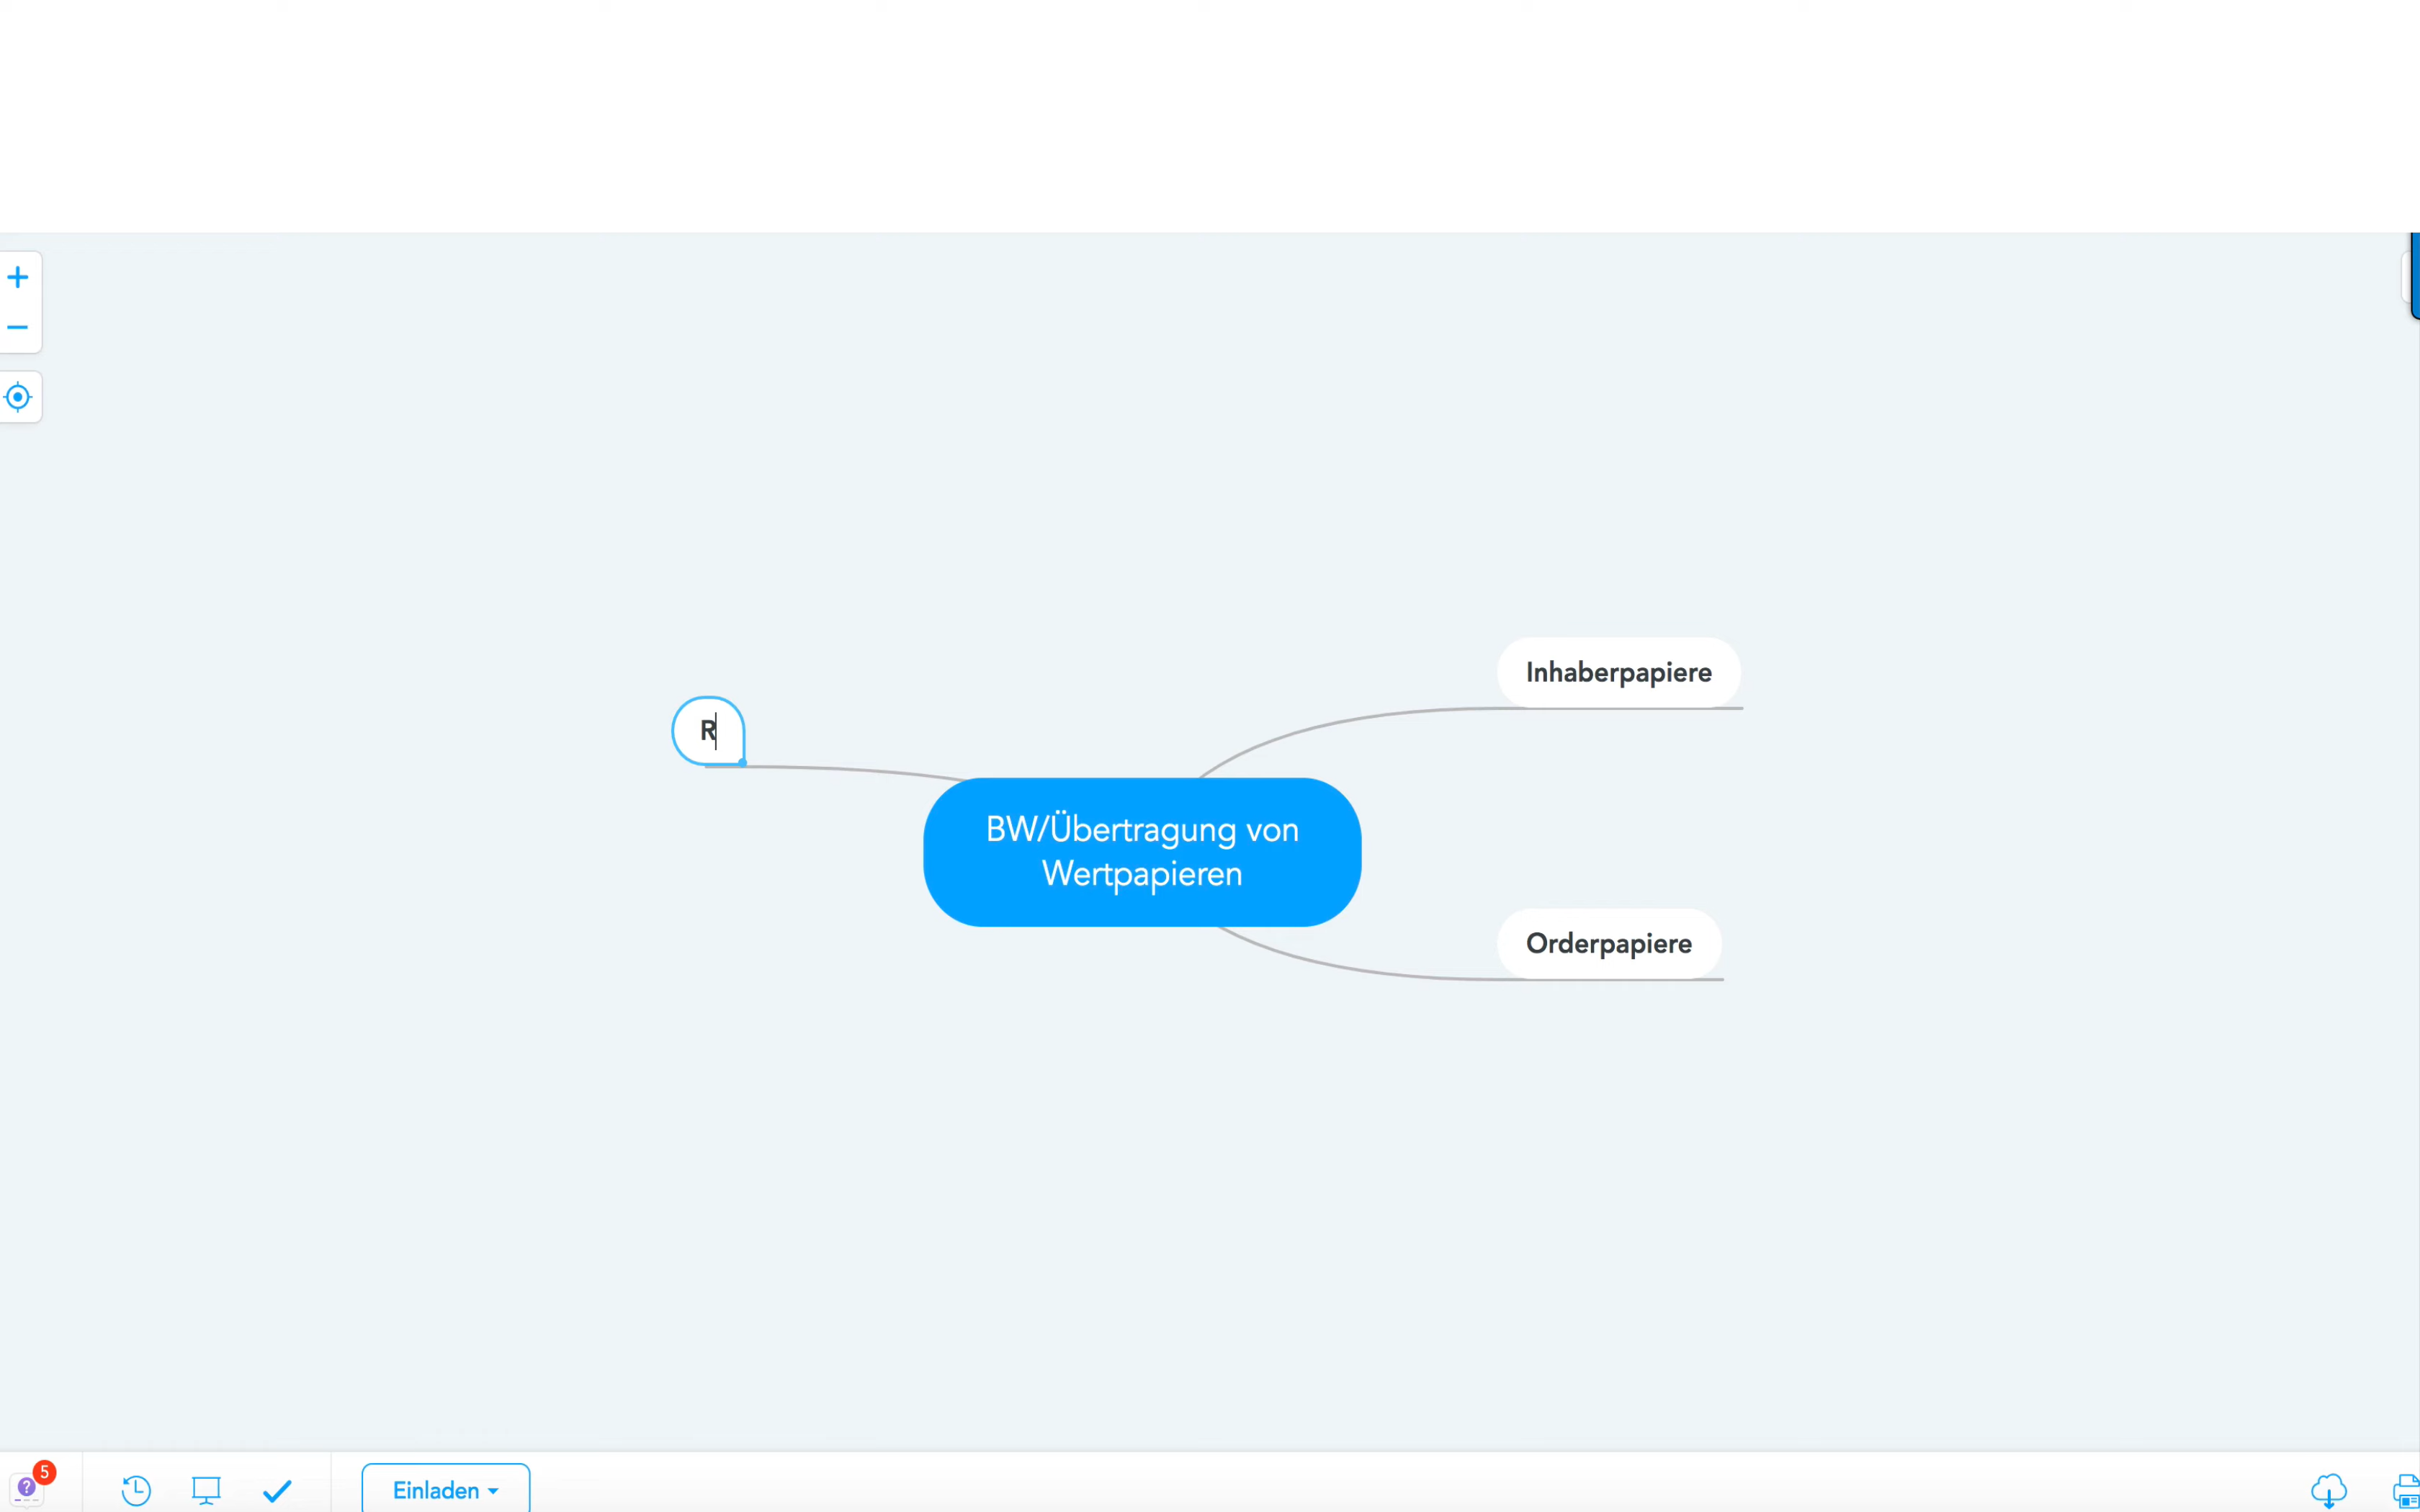 Inhaberpapiere
R
BW/Übertragung von
Wertpapieren
Orderpapiere
5
?
Einladen